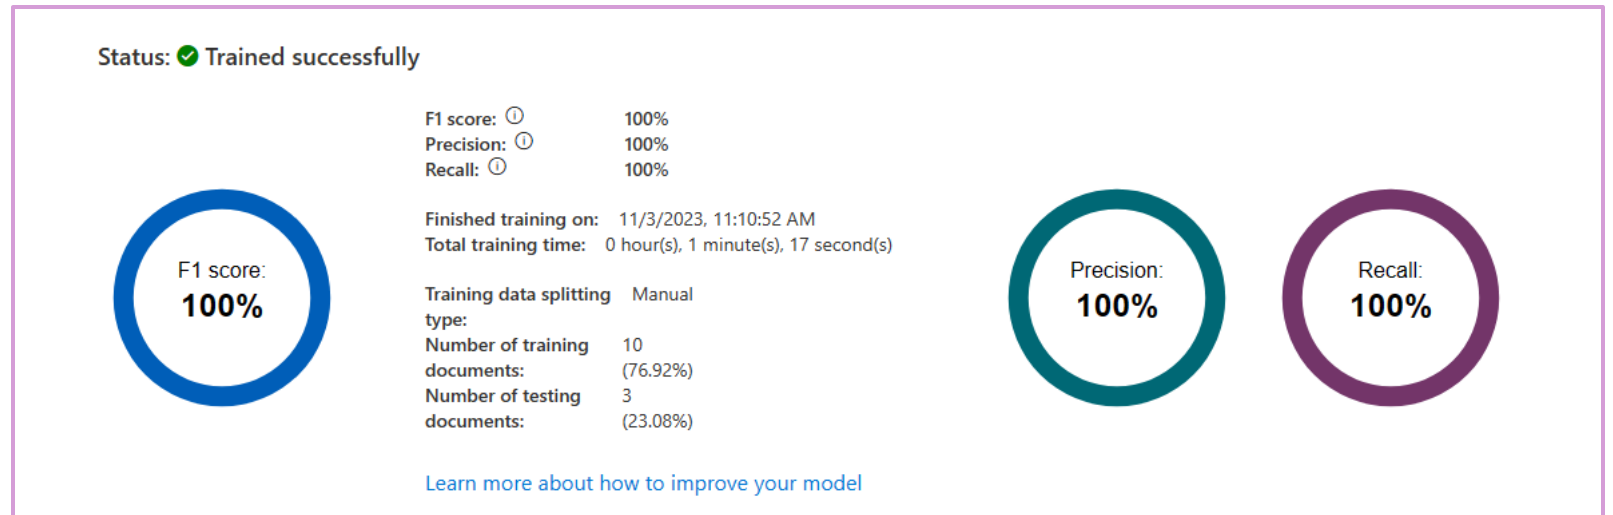 Status: Trained successfully
F1 score: 100%
Precision: 100%
Recall: 100%
Finished training on: 11/3/2023, 11:10:52 AM
Total training time: 0 hour(s), 1 minute(s), 17 second(s)
Training data splitting Manual
type:
Number of training 10
documents: (76.92%)
Number of testing 3
documents: (23.08%)
Learn more about how to improve your model
F1 score:
100%
Precision:
100%
Recall:
100%